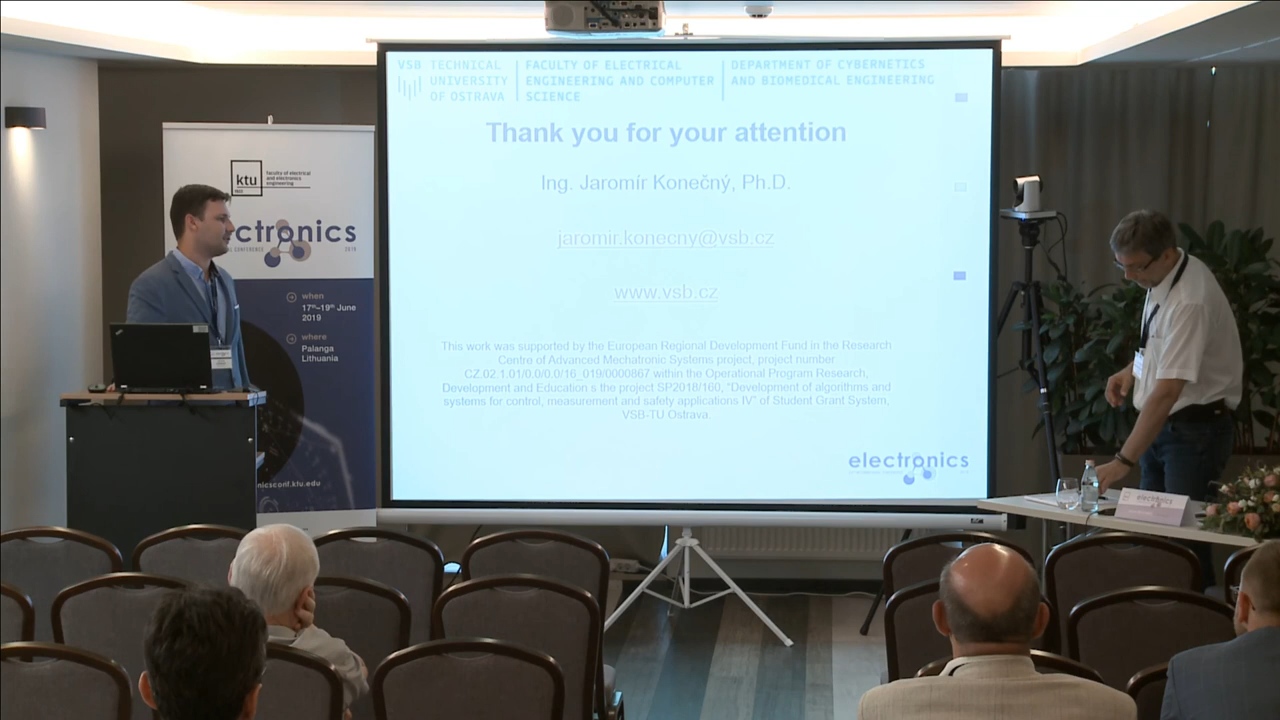 VSB TECHNICAL
UNIVERSITY
OF OSTRAVA
FACULTY OF ELECTRICAL
ENGINEERING AND COMPUTER
SCIENCE
DEPARTMENT OF CYBERNETICS
AND BIOMEDICAL ENGINEERING
Thank you for your attention
Ing. Jaromír Konečný, Ph.D.
jaromir.konecny@vsb.cz
www.vsb.cz
This work was supported by the European Regional Development Fund in the Research
Centre of Advanced Mechatronic Systems project, project number
CZ.02.1.01/0.0/0.0/16_019/0000867 within the Operational Program Research,
Development and Education s the project SP2018/160, "Development of algorithms and
systems for control, measurement and safety applications IV" of Student Grant System,
VSB-TU Ostrava.
electronics
ktu
faculty of electrical
and electronics
engineering
ctronics
CONFERENCE 2019
when
17th–19th June
2019
where
Palanga
Lithuania
nicsconf.ktu.edu
electronics